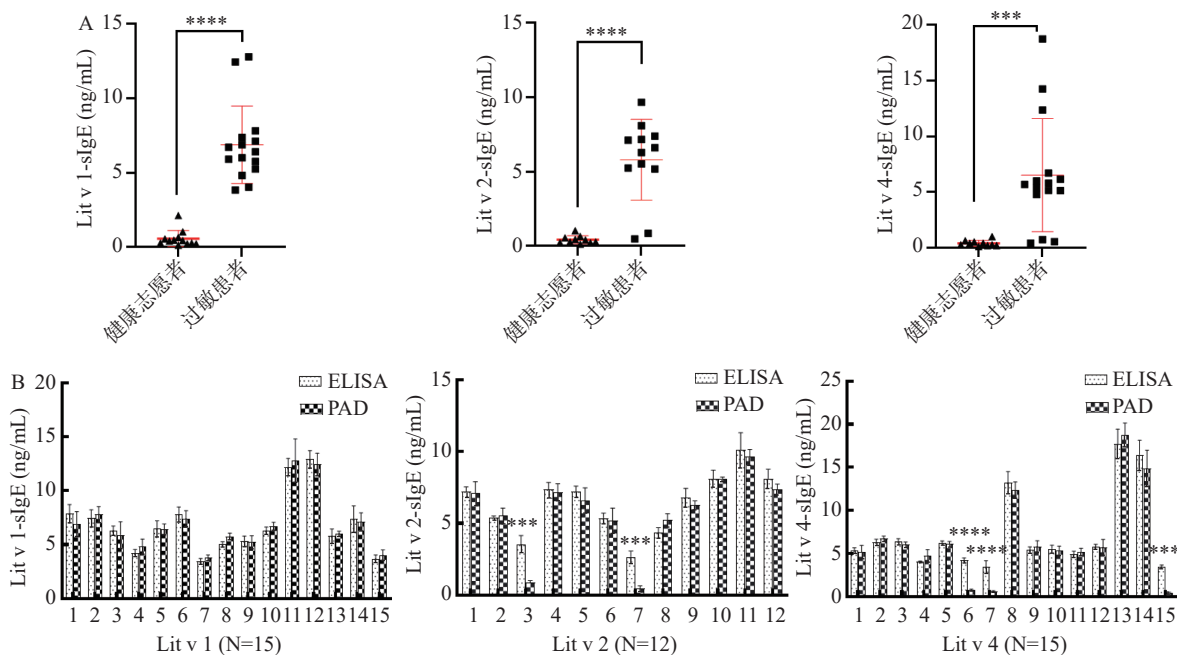 A
Lit v 1-sIgE (ng/mL)
15
10
5
0
****
健康志愿者
过敏患者
Lit v 2-sIgE (ng/mL)
15
10
5
0
****
健康志愿者
过敏患者
Lit v 4-sIgE (ng/mL)
20
15
10
5
0
***
健康志愿者
过敏患者
B
Lit v 1-sIgE (ng/mL)
20
15
10
5
0
ELISA
PAD
1 2 3 4 5 6 7 8 9 10 11 12 13 14 15
Lit v 1 (N=15)
Lit v 2-sIgE (ng/mL)
15
10
5
0
ELISA
PAD
***
***
1 2 3 4 5 6 7 8 9 10 11 12
Lit v 2 (N=12)
Lit v 4-sIgE (ng/mL)
25
20
15
10
5
0
ELISA
PAD
****
****
***
1 2 3 4 5 6 7 8 9 10 11 12 13 14 15
Lit v 4 (N=15)